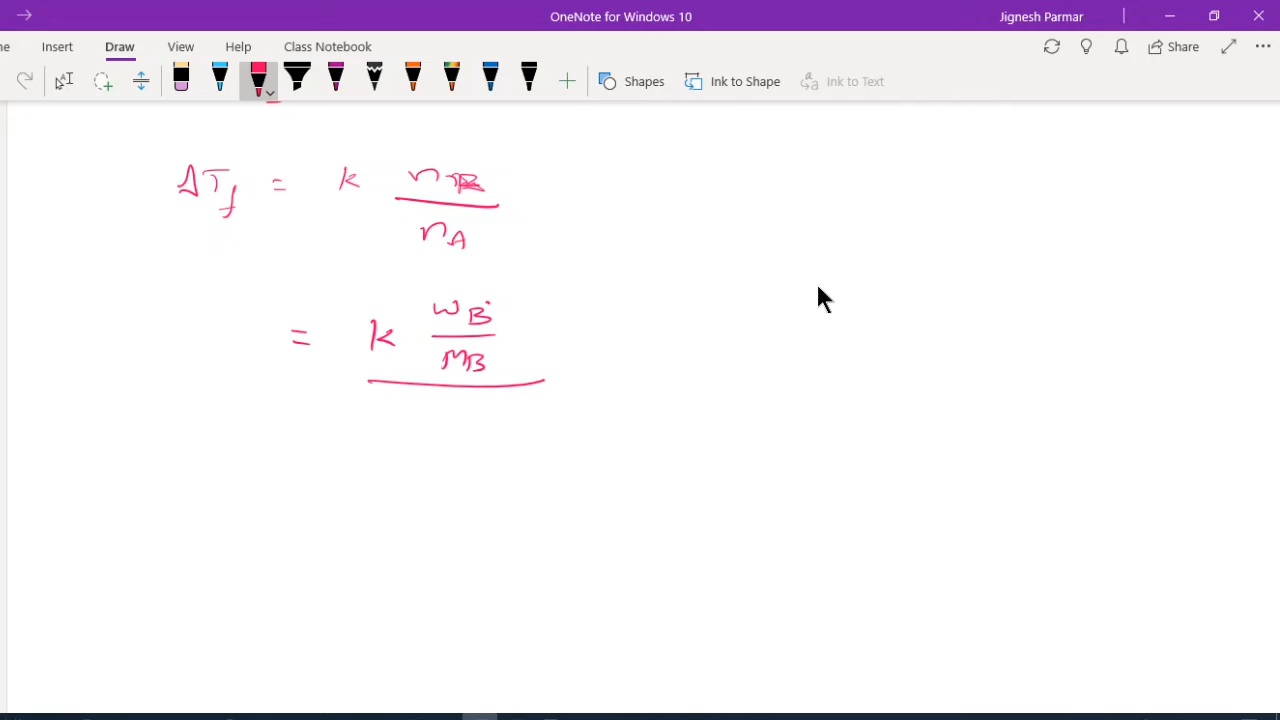 OneNote for Windows 10
Jignesh Parmar
Insert Draw View Help Class Notebook Share
Shapes Ink to Shape Ink to Text
ΔTf = k n
nA
= k wB
MB